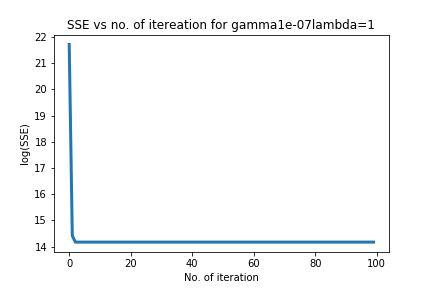 SSE vs no. of itereation for gamma1e-07lambda=1
22
21
20
19
18
17
16
15
14
log(SSE)
0 20 40 60 80 100
No. of iteration